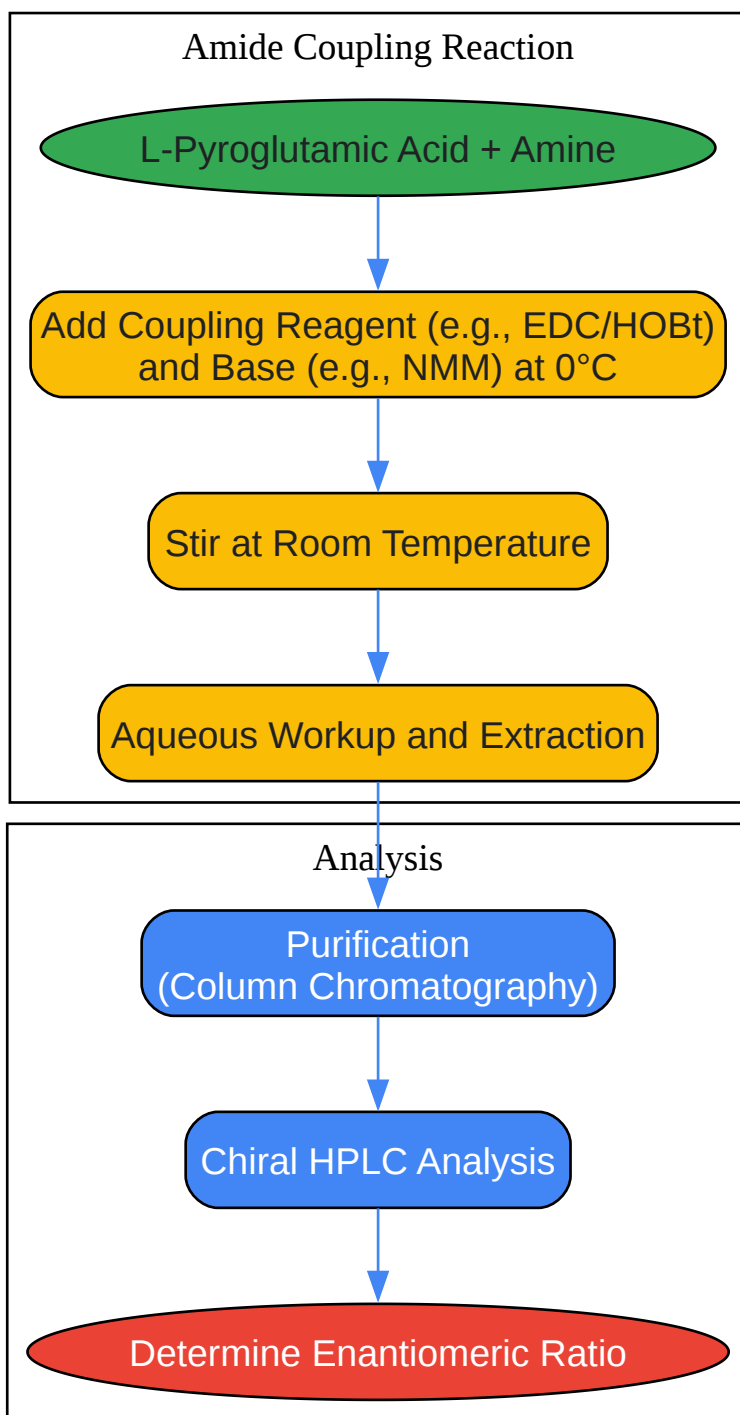 Amide Coupling Reaction
L-Pyroglutamic Acid + Amine
Add Coupling Reagent (e.g., EDC/HOBt)
and Base (e.g., NMM) at 0°C
Stir at Room Temperature
Aqueous Workup and Extraction
Analysis
Purification
(Column Chromatography)
Chiral HPLC Analysis
Determine Enantiomeric Ratio